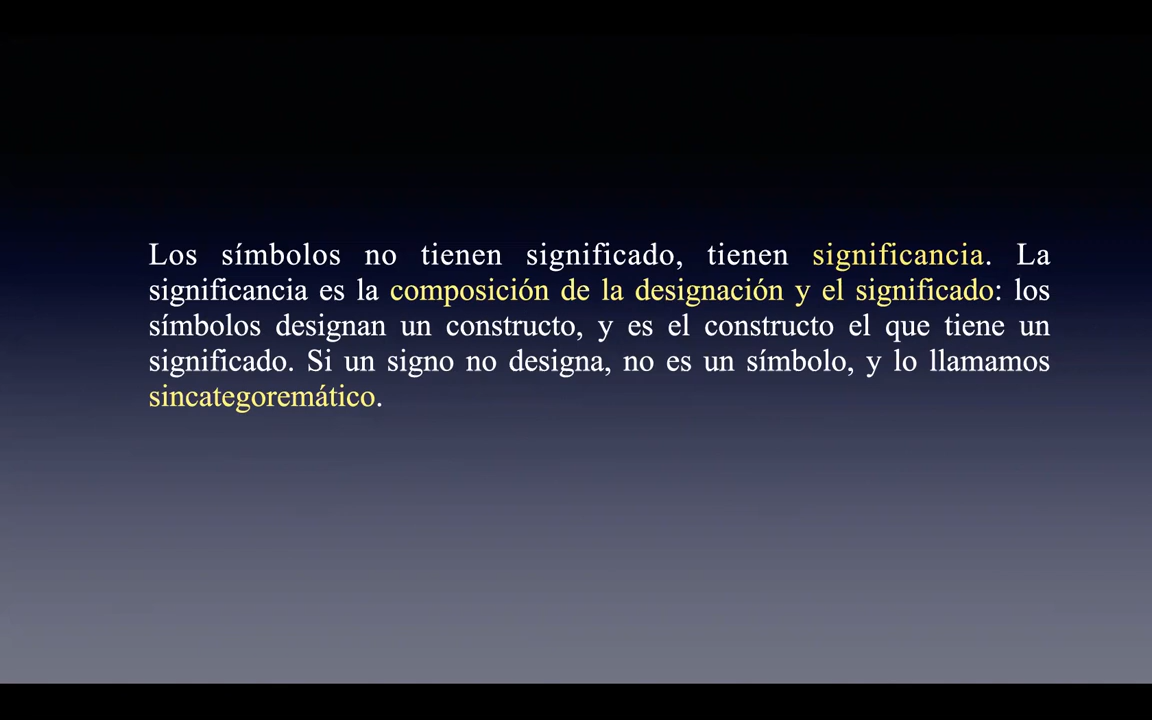 Los símbolos no tienen significado, tienen significancia. La
significancia es la composición de la designación y el significado: los
símbolos designan un constructo, y es el constructo el que tiene un
significado. Si un signo no designa, no es un símbolo, y lo llamamos
sincategoremático.